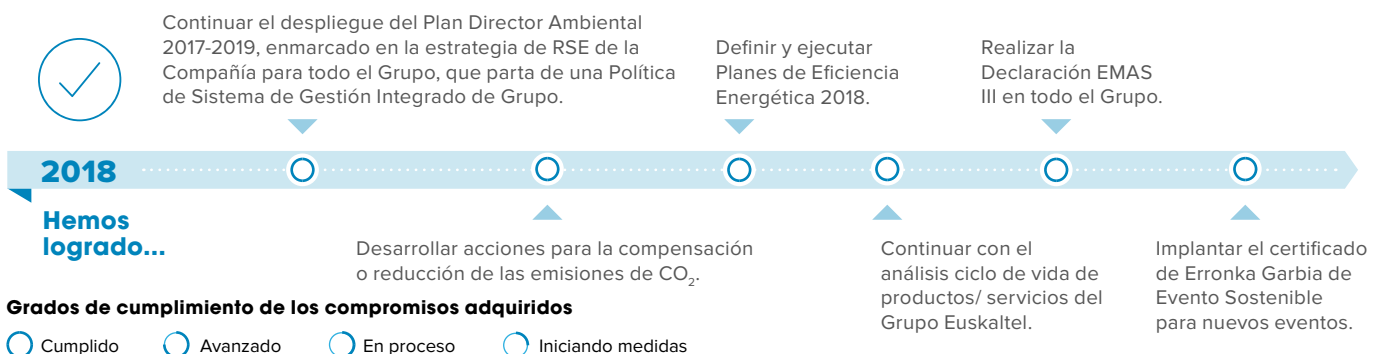 Continuar el despliegue del Plan Director Ambiental
2017-2019, enmarcado en la estrategia de RSE de la
Compañía para todo el Grupo, que parta de una Política
de Sistema de Gestión Integrado de Grupo.
Definir y ejecutar
Planes de Eficiencia
Energética 2018.
Realizar la
Declaración EMAS
III en todo el Grupo.
2018
Hemos
logrado...
Desarrollar acciones para la compensación
o reducción de las emisiones de CO₂.
Continuar con el
análisis ciclo de vida de
productos/ servicios del
Grupo Euskaltel.
Implantar el certificado
de Erronka Garbia de
Evento Sostenible
para nuevos eventos.
Grados de cumplimiento de los compromisos adquiridos
Cumplido Avanzado En proceso Iniciando medidas